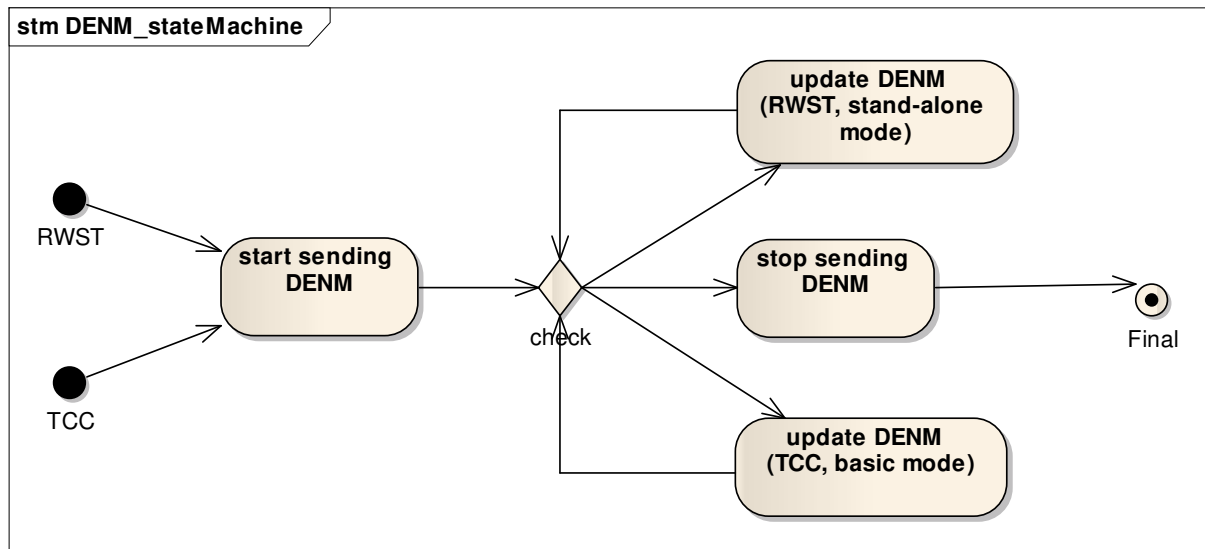 stm DENM_stateMachine
update DENM
(RWST, stand-alone
mode)
RWST
start sending
DENM
check
stop sending
DENM
Final
TCC
update DENM
(TCC, basic mode)